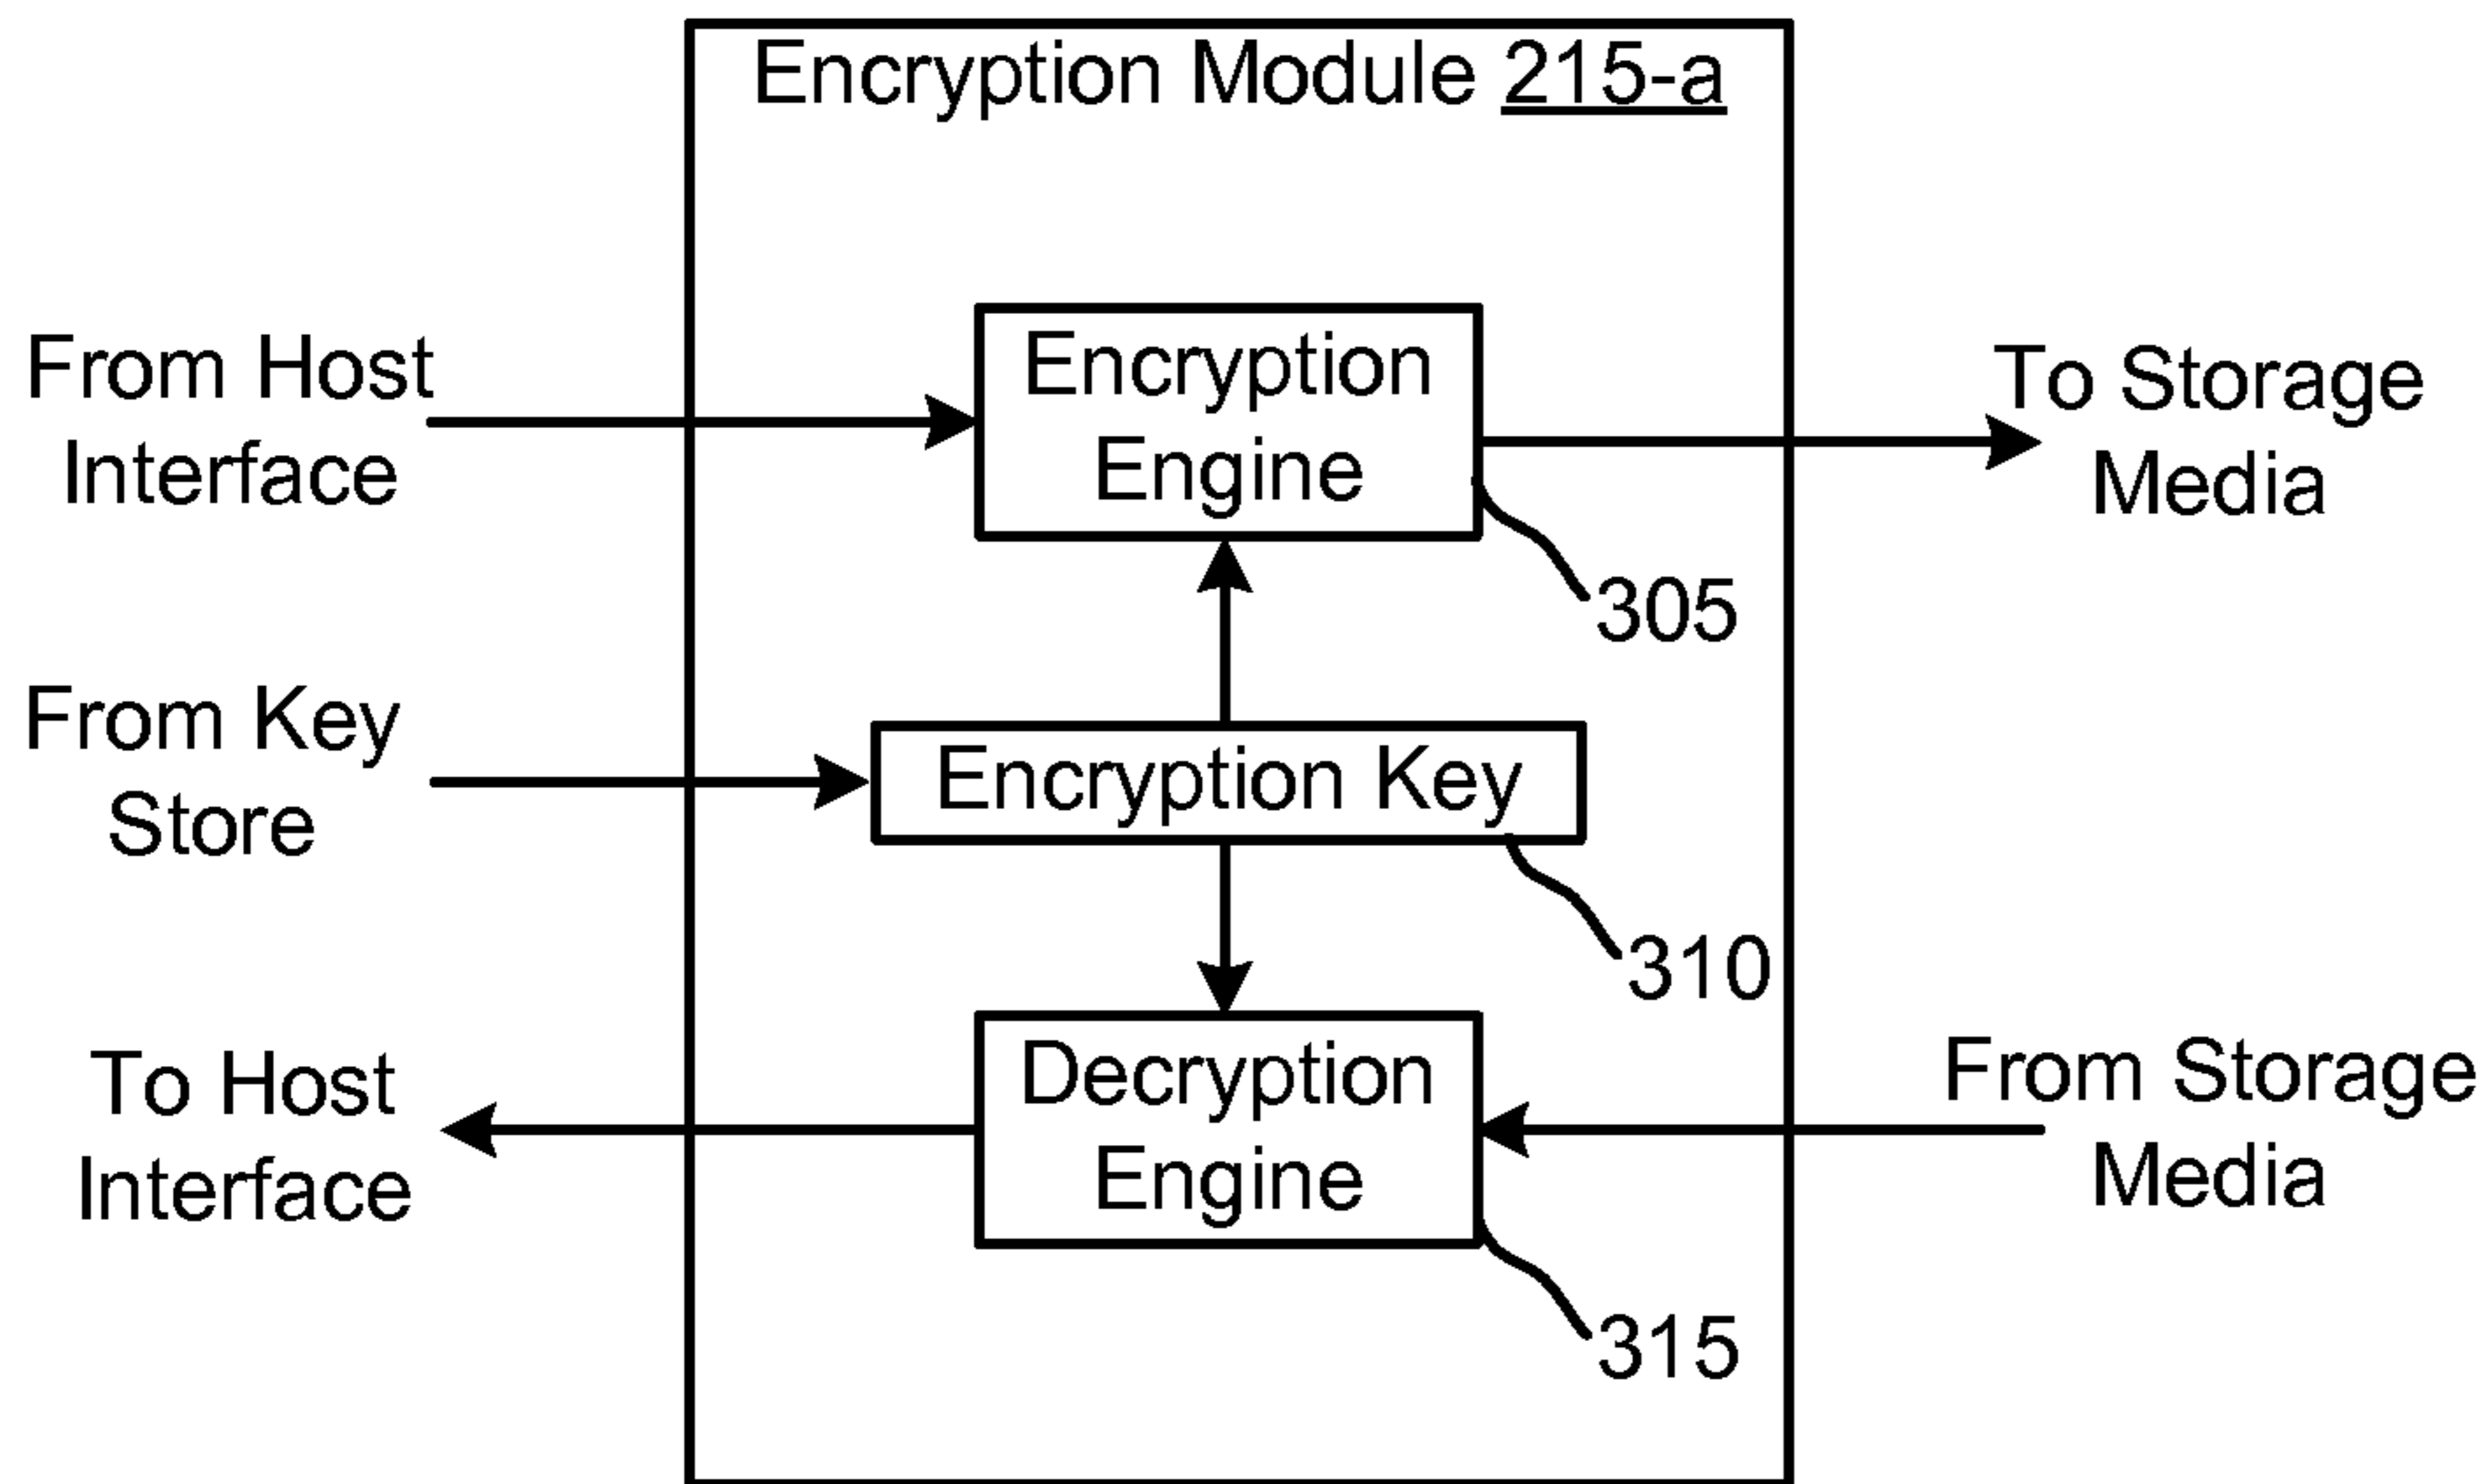 Encryption Module 215-a
From Host
Interface
Encryption
Engine
To Storage
Media
305
From Key
Store
Encryption Key
310
To Host
Interface
Decryption
Engine
From Storage
Media
315